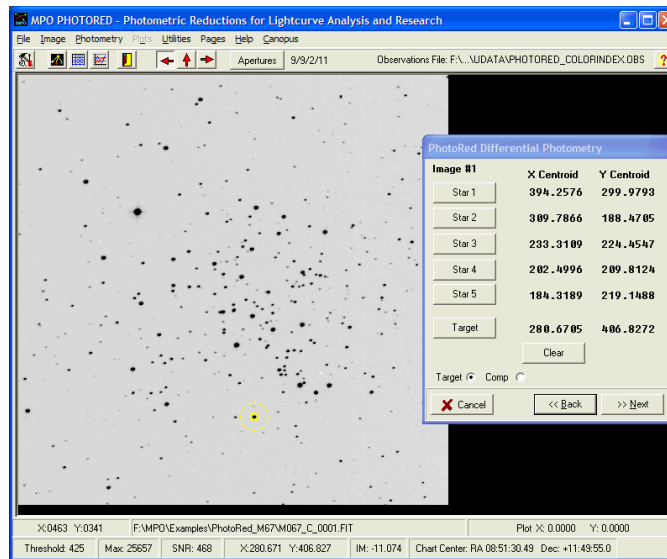 MPO PHOTORED - Photometric Reductions for Lightcurve Analysis and Research
File Image Photometry Plots Utilities Pages Help Canopus
Apertures 9/9/2/11 Observations File: F:\...\UDATA\PHOTORED_COLORINDEX.OBS
PhotoRed Differential Photometry
Image #1 X Centroid Y Centroid
Star 1 394.2576 299.9793
Star 2 309.7866 188.4705
Star 3 233.3109 224.4547
Star 4 202.4996 209.8124
Star 5 184.3189 219.1488
Target 280.6705 406.8272
Clear
Target Comp
Cancel << Back >> Next
X:0463 Y:0341 F:\MPO\Examples\PhotoRed_M67\M067_C_0001.FIT Plot X: 0.0000 Y: 0.0000
Threshold: 425 Max: 25657 SNR: 468 X:280.671 Y:406.827 IM: -11.074 Chart Center: RA 08:51:30.49 Dec: +11:49:55.0